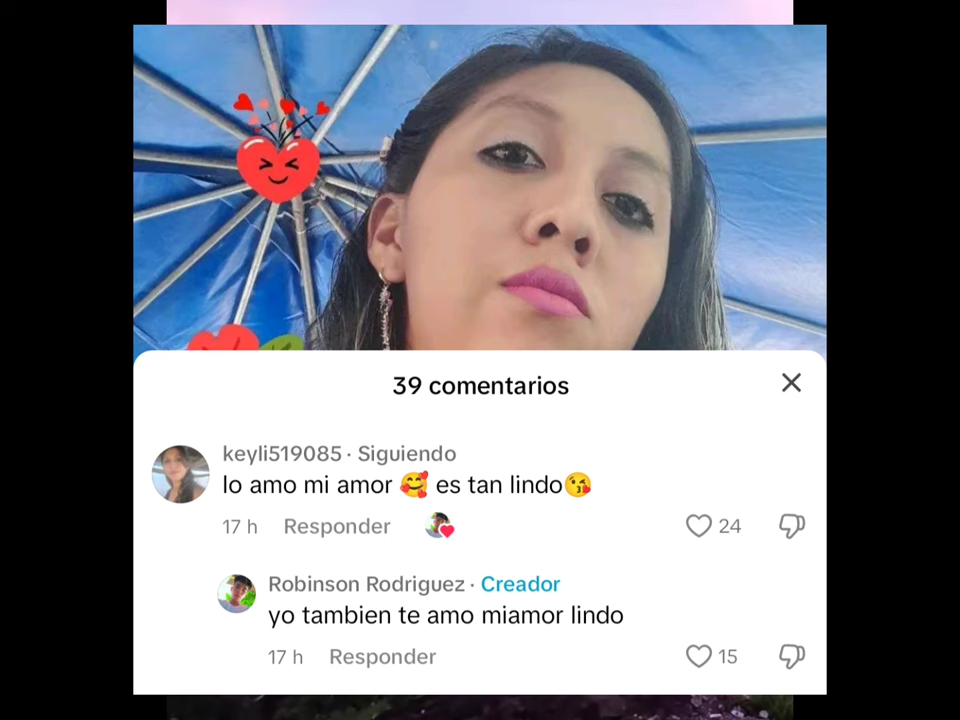 39 comentarios
keyli519085 · Siguiendo
lo amo mi amor 🥰 es tan lindo😘
17 h Responder 24
Robinson Rodriguez · Creador
yo tambien te amo miamor lindo
17 h Responder 15